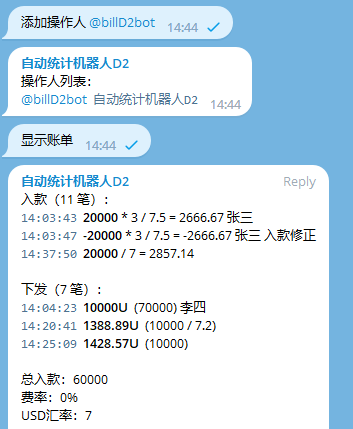 添加操作人 @billD2bot 14:44
自动统计机器人D2
操作人列表：
@billD2bot 自动统计机器人D2 14:44
显示账单 14:44
自动统计机器人D2 Reply
入款（11 笔）：
14:03:43 20000 * 3 / 7.5 = 2666.67 张三
14:03:47 -20000 * 3 / 7.5 = -2666.67 张三 入款修正
14:37:50 20000 / 7 = 2857.14
下发（7 笔）：
14:04:23 10000U (70000) 李四
14:20:41 1388.89U (10000 / 7.2)
14:25:09 1428.57U (10000)
总入款：60000
费率：0%
USD汇率：7